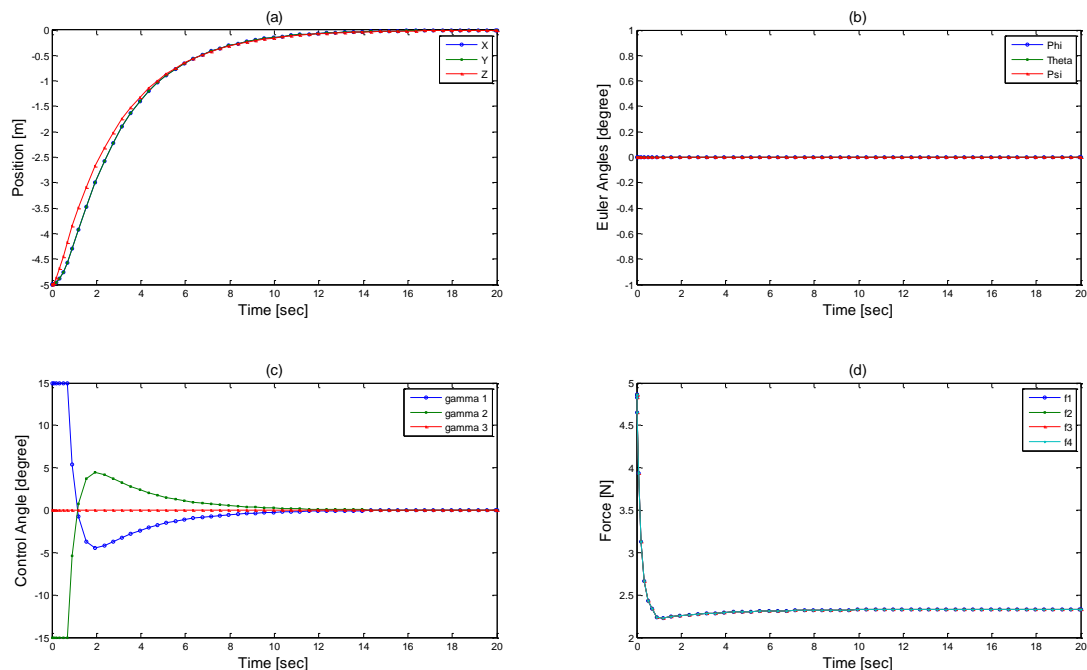 (a)
0
-0.5
-1
-1.5
-2
-2.5
-3
-3.5
-4
-4.5
-5
Position [m]
X
Y
Z
0 2 4 6 8 10 12 14 16 18 20
Time [sec]
(b)
1
0.8
0.6
0.4
0.2
0
-0.2
-0.4
-0.6
-0.8
-1
Euler Angles [degree]
Phi
Theta
Psi
0 2 4 6 8 10 12 14 16 18 20
Time [sec]
(c)
15
10
5
0
-5
-10
-15
Control Angle [degree]
gamma 1
gamma 2
gamma 3
0 2 4 6 8 10 12 14 16 18 20
Time [sec]
(d)
5
4.5
4
3.5
3
2.5
2
Force [N]
f1
f2
f3
f4
0 2 4 6 8 10 12 14 16 18 20
Time [sec]